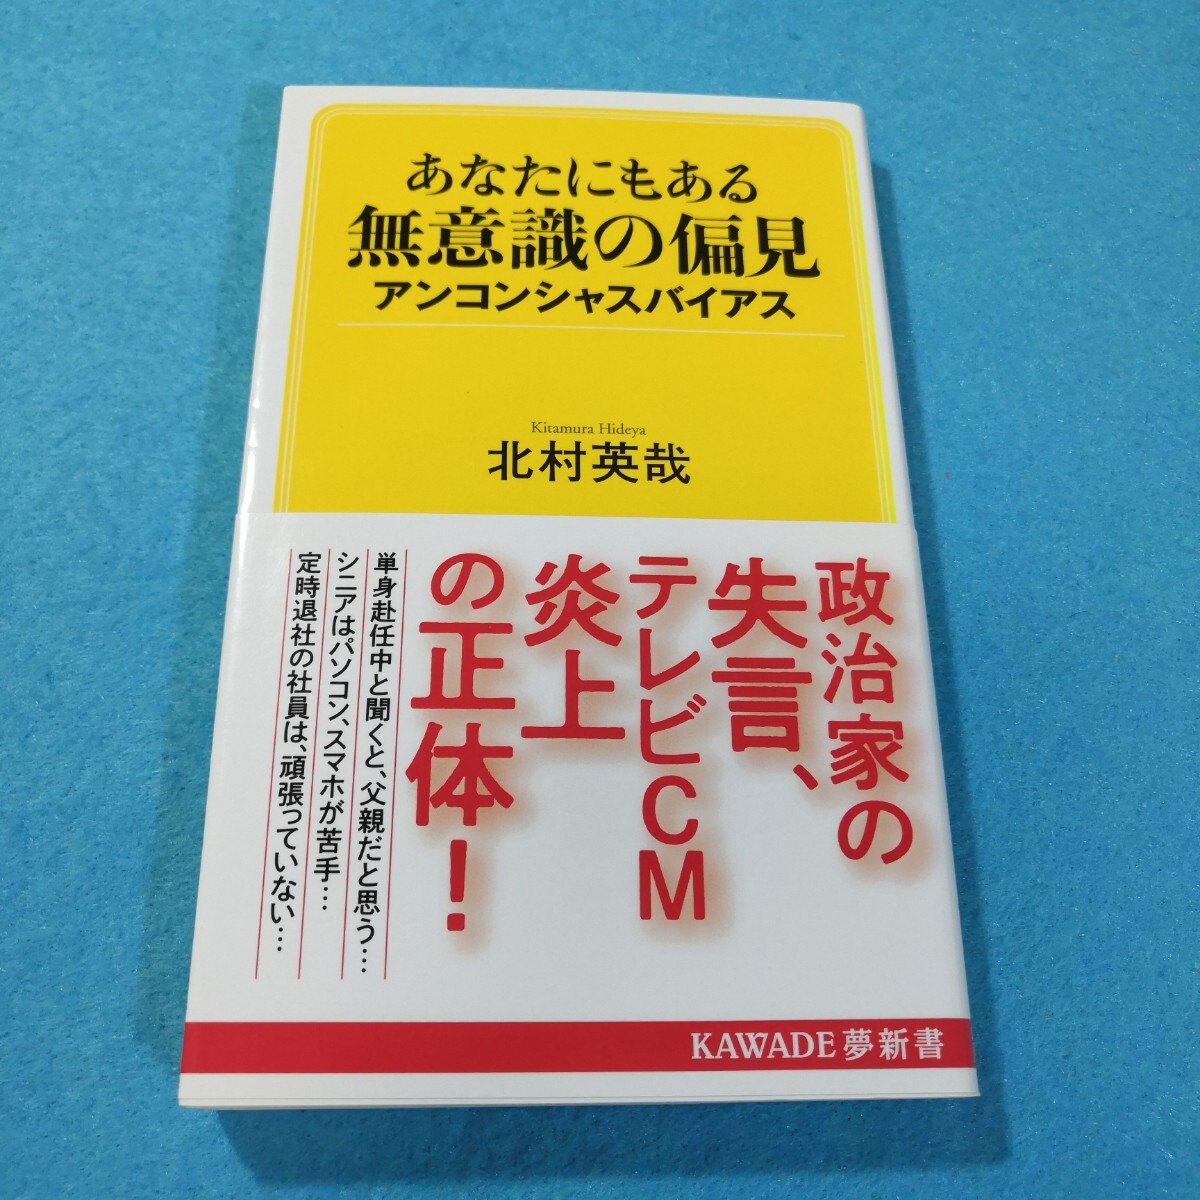 あなたにもある
無意識の偏見
アンコンシャスバイアス
Kitamura Hideya
北村英哉
政治家の
失言、
テレビCM
炎上
の正体!
単身赴任中と聞くと、父親だと思う…
シニアはパソコン、スマホが苦手…
定時退社の社員は、頑張っていない…
KAWADE夢新書